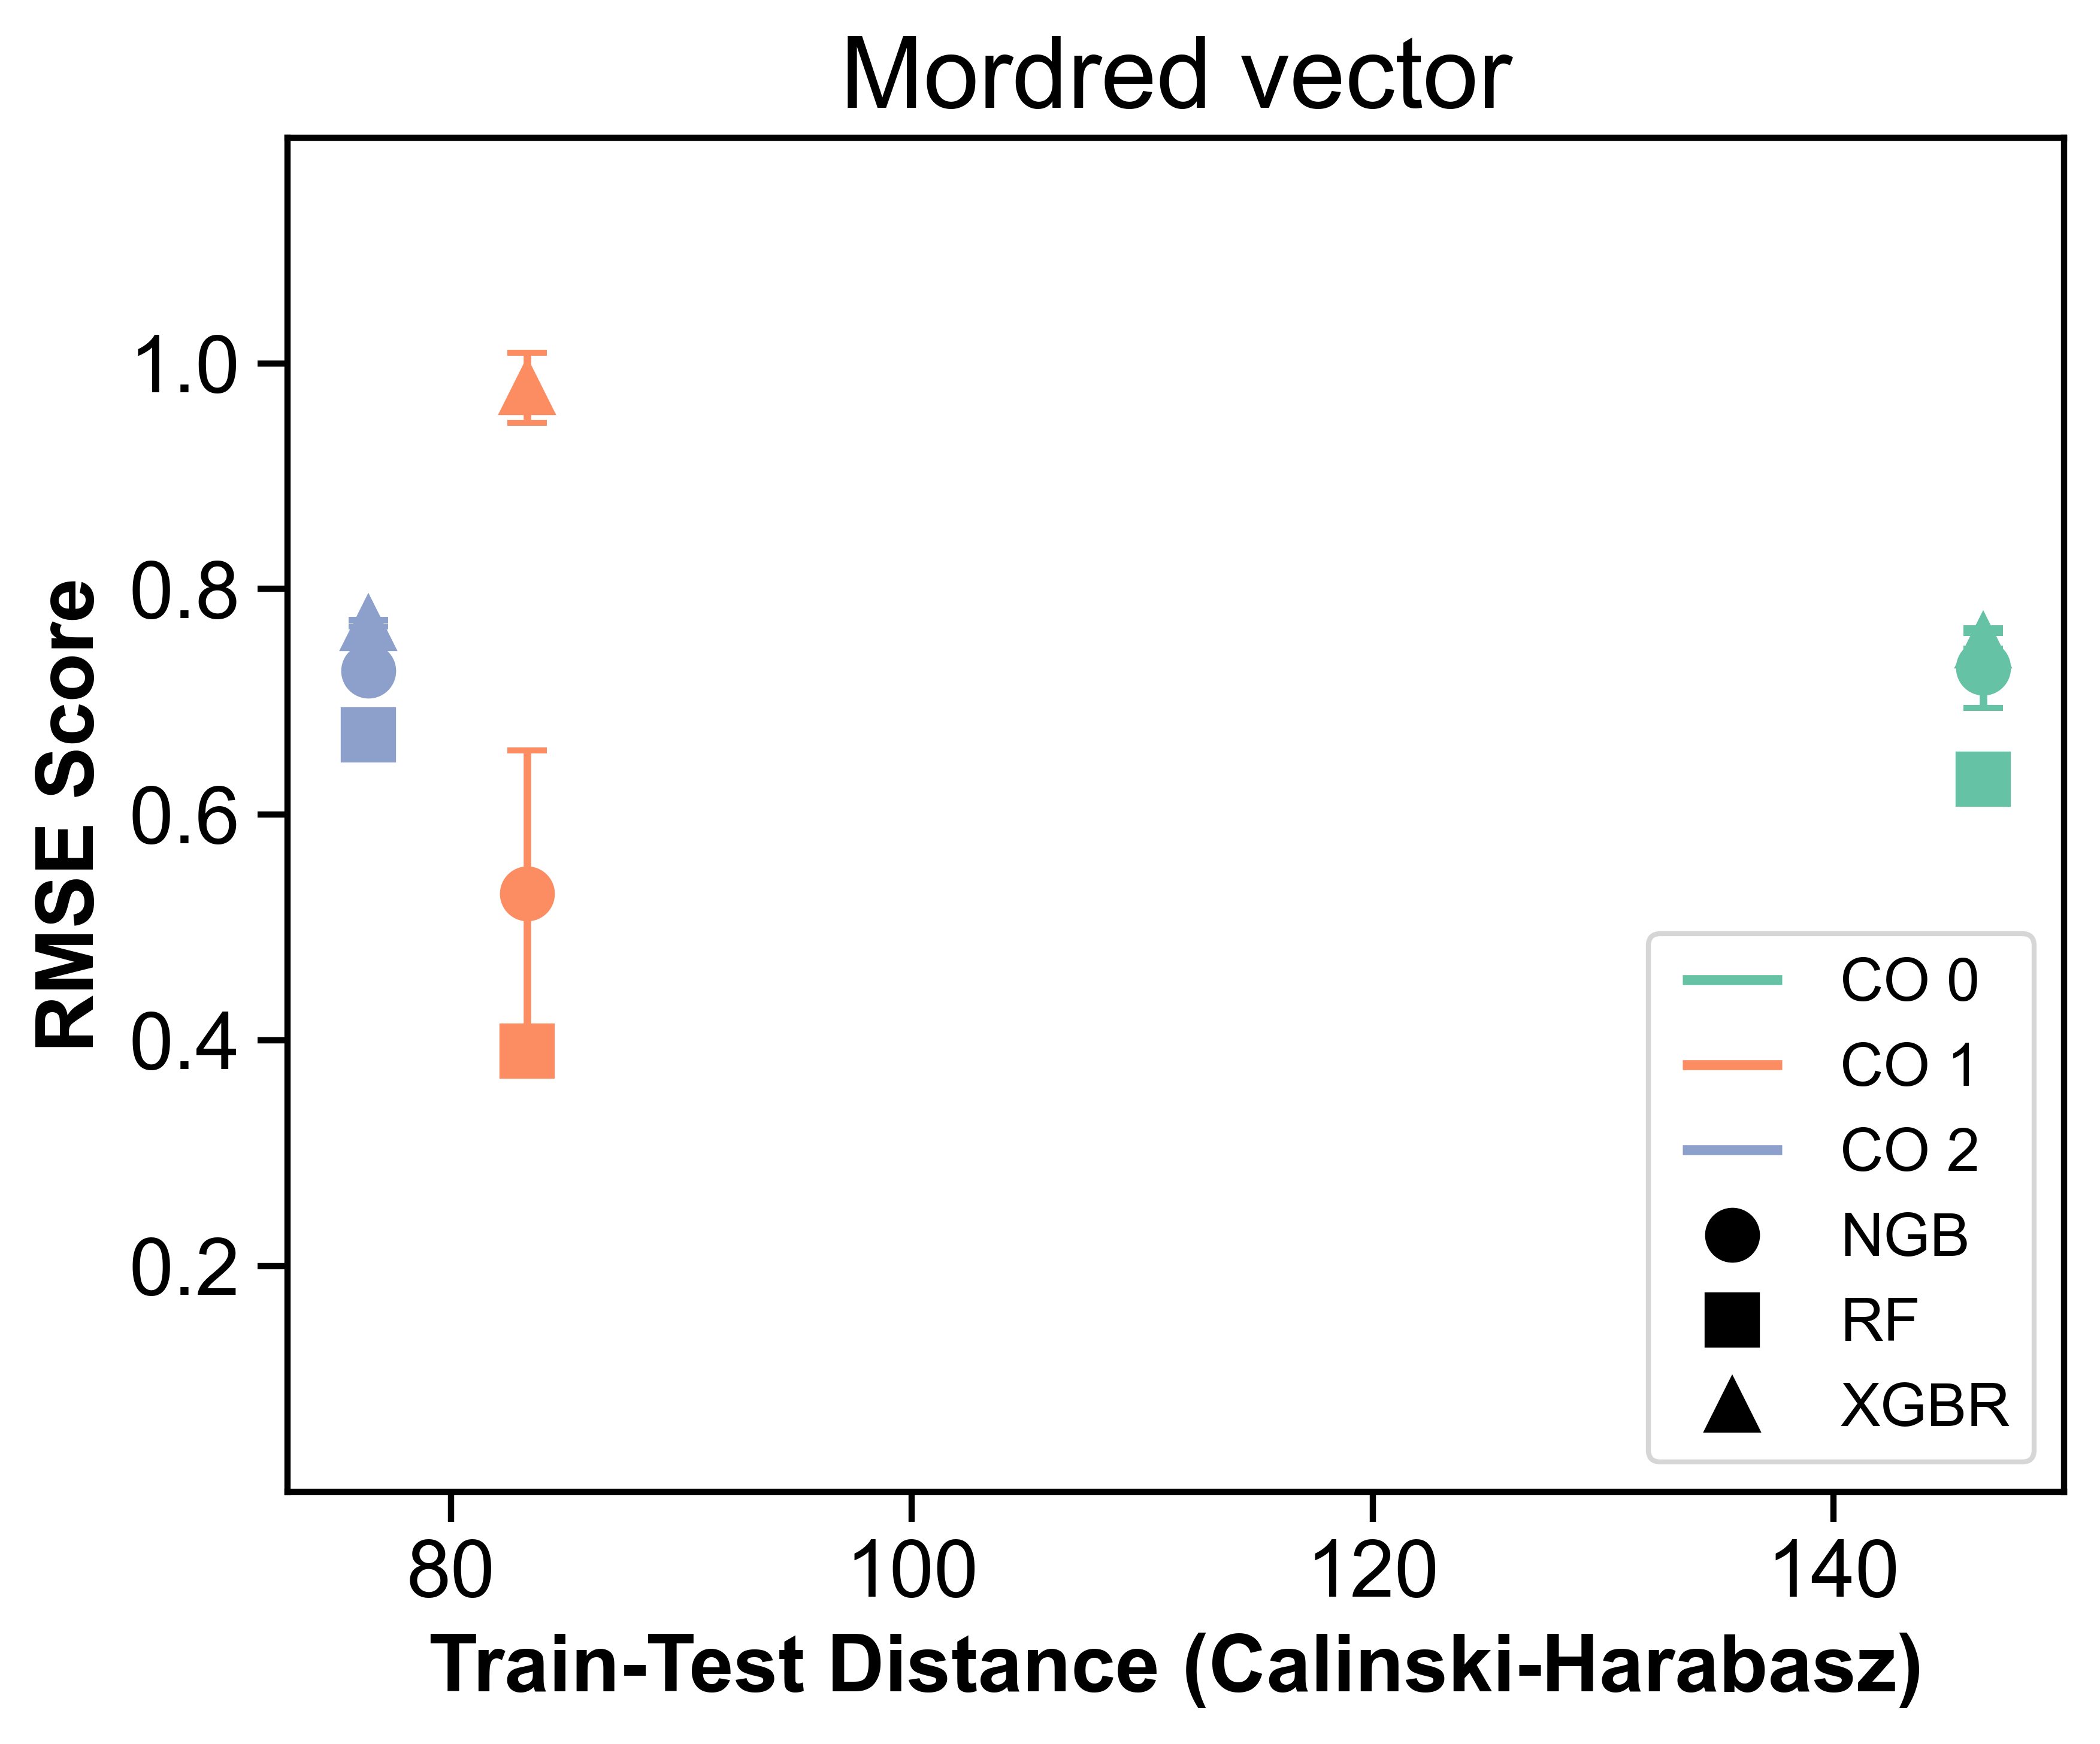 Mordred vector
RMSE Score
1.0
0.8
0.6
0.4
0.2
CO 0
CO 1
CO 2
NGB
RF
XGBR
80 100 120 140
Train-Test Distance (Calinski-Harabasz)